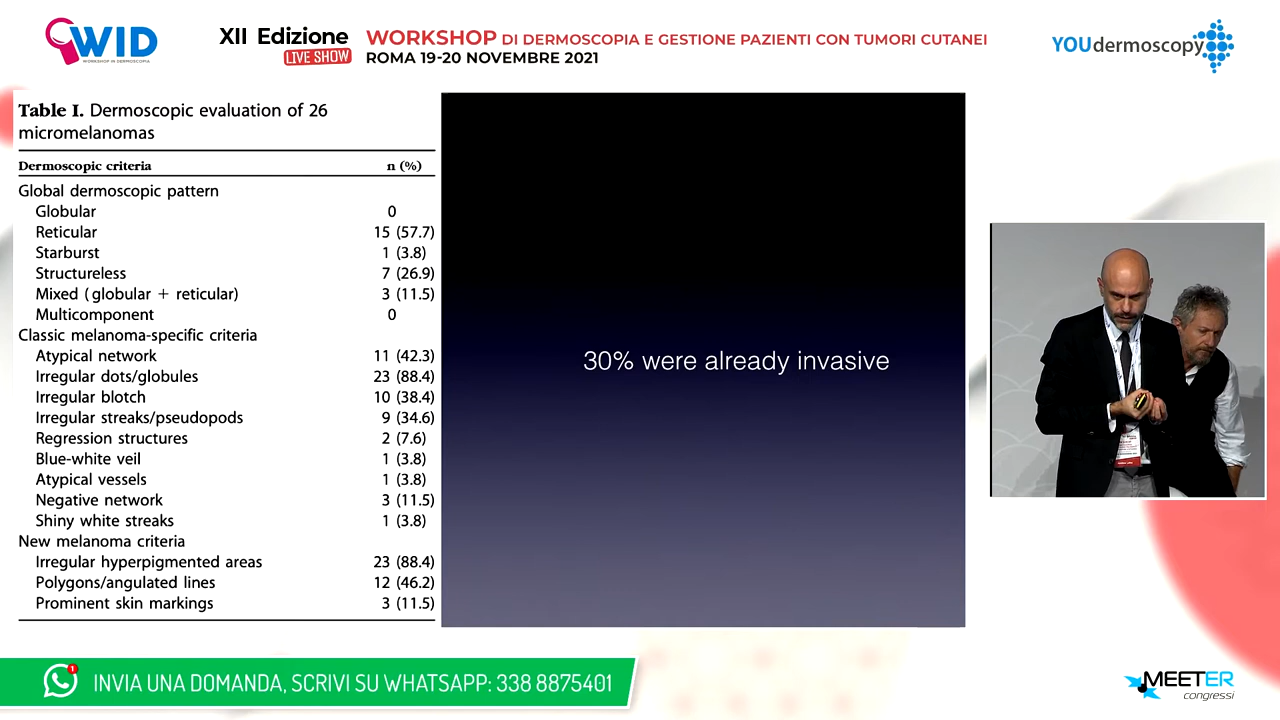 WID
WORKSHOP IN DERMOSCOPIA
XII Edizione
LIVE SHOW
WORKSHOP DI DERMOSCOPIA E GESTIONE PAZIENTI CON TUMORI CUTANEI
ROMA 19-20 NOVEMBRE 2021
YOUdermoscopy
Table I. Dermoscopic evaluation of 26
micromelanomas
Dermoscopic criteria n (%)
Global dermoscopic pattern
Globular 0
Reticular 15 (57.7)
Starburst 1 (3.8)
Structureless 7 (26.9)
Mixed (globular + reticular) 3 (11.5)
Multicomponent 0
Classic melanoma-specific criteria
Atypical network 11 (42.3)
Irregular dots/globules 23 (88.4)
Irregular blotch 10 (38.4)
Irregular streaks/pseudopods 9 (34.6)
Regression structures 2 (7.6)
Blue-white veil 1 (3.8)
Atypical vessels 1 (3.8)
Negative network 3 (11.5)
Shiny white streaks 1 (3.8)
New melanoma criteria
Irregular hyperpigmented areas 23 (88.4)
Polygons/angulated lines 12 (46.2)
Prominent skin markings 3 (11.5)
30% were already invasive
1
INVIA UNA DOMANDA, SCRIVI SU WHATSAPP: 338 8875401
MEETER
congressi